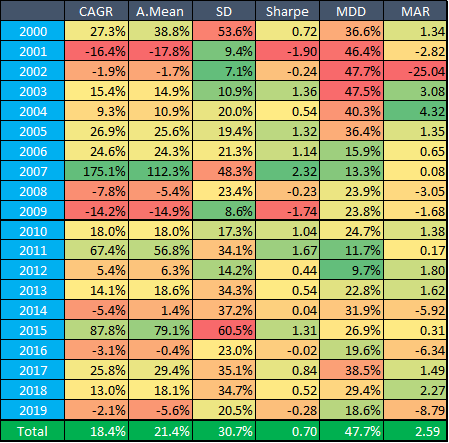 CAGR A.Mean SD Sharpe MDD MAR
2000 27.3% 38.8% 53.6% 0.72 36.6% 1.34
2001 -16.4% -17.8% 9.4% -1.90 46.4% -2.82
2002 -1.9% -1.7% 7.1% -0.24 47.7% -25.04
2003 15.4% 14.9% 10.9% 1.36 47.5% 3.08
2004 9.3% 10.9% 20.0% 0.54 40.3% 4.32
2005 26.9% 25.6% 19.4% 1.32 36.4% 1.35
2006 24.6% 24.3% 21.3% 1.14 15.9% 0.65
2007 175.1% 112.3% 48.3% 2.32 13.3% 0.08
2008 -7.8% -5.4% 23.4% -0.23 23.9% -3.05
2009 -14.2% -14.9% 8.6% -1.74 23.8% -1.68
2010 18.0% 18.0% 17.3% 1.04 24.7% 1.38
2011 67.4% 56.8% 34.1% 1.67 11.7% 0.17
2012 5.4% 6.3% 14.2% 0.44 9.7% 1.80
2013 14.1% 18.6% 34.3% 0.54 22.8% 1.62
2014 -5.4% 1.4% 37.2% 0.04 31.9% -5.92
2015 87.8% 79.1% 60.5% 1.31 26.9% 0.31
2016 -3.1% -0.4% 23.0% -0.02 19.6% -6.34
2017 25.8% 29.4% 35.1% 0.84 38.5% 1.49
2018 13.0% 18.1% 34.7% 0.52 29.4% 2.27
2019 -2.1% -5.6% 20.5% -0.28 18.6% -8.79
Total 18.4% 21.4% 30.7% 0.70 47.7% 2.59